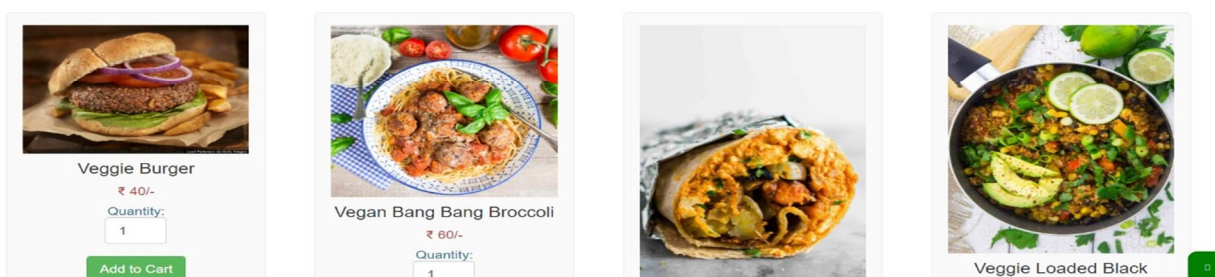 Veggie Burger
₹ 40/-
Quantity:
1
Add to Cart
Vegan Bang Bang Broccoli
₹ 60/-
Quantity:
1
Veggie Loaded Black